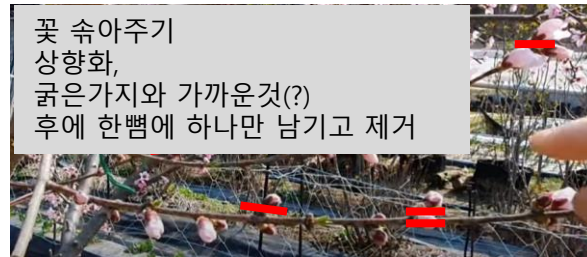 꽃 솎아주기
상향화,
굵은가지와 가까운것(?)
후에 한뼘에 하나만 남기고 제거